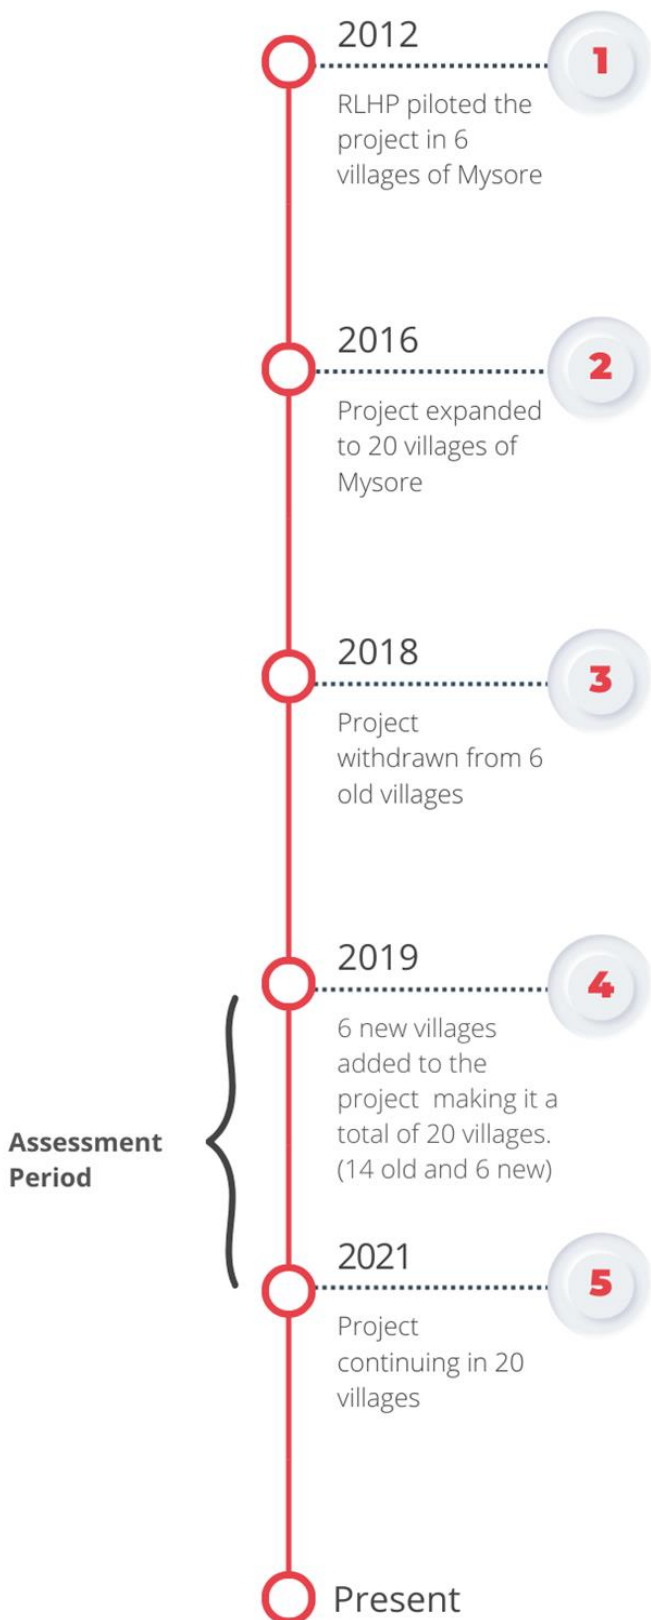 2012
1
RLHP piloted the
project in 6
villages of Mysore
2016
2
Project expanded
to 20 villages of
Mysore
2018
3
Project
withdrawn from 6
old villages
2019
4
6 new villages
added to the
project  making it a
total of 20 villages.
(14 old and 6 new)
Assessment
Period
2021
5
Project
continuing in 20
villages
Present